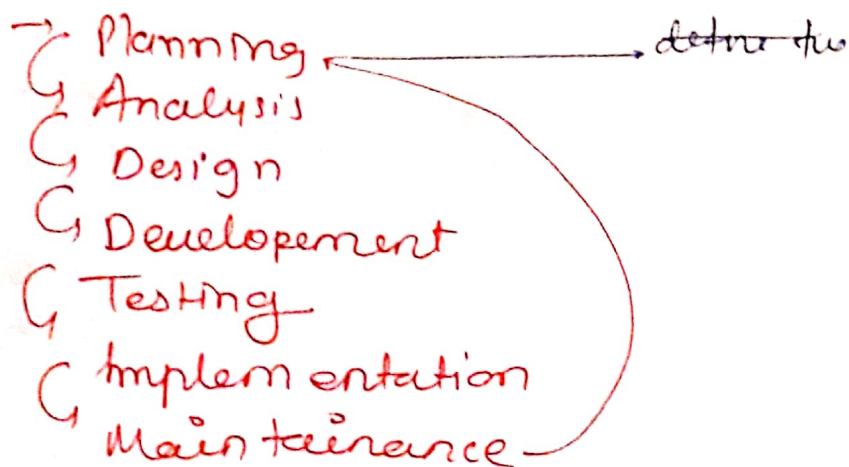 Planning
Analysis
Design
Developement
Testing
Implementation
Maintainance